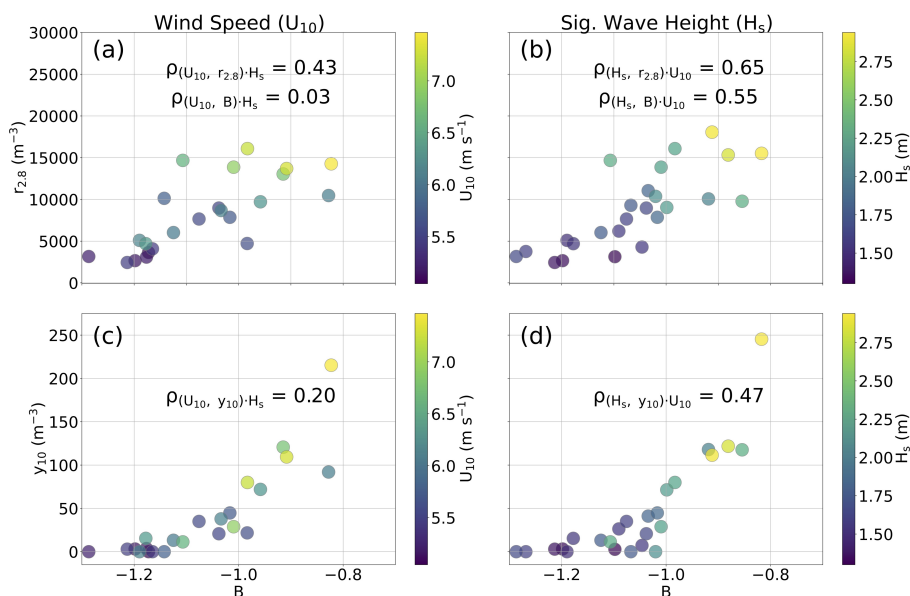 Wind Speed (U₁₀)
Sig. Wave Height (Hₛ)
(a)
ρ₍U₁₀, r₂.₈₎·Hₛ = 0.43
ρ₍U₁₀, B₎·Hₛ = 0.03
30000
25000
20000
15000
10000
5000
0
r₂.₈ (m⁻³)
7.0
6.5
6.0
5.5
U₁₀ (m s⁻¹)
(b)
ρ₍Hₛ, r₂.₈₎·U₁₀ = 0.65
ρ₍Hₛ, B₎·U₁₀ = 0.55
2.75
2.50
2.25
2.00
1.75
1.50
Hₛ (m)
(c)
ρ₍U₁₀, y₁₀₎·Hₛ = 0.20
250
200
150
100
50
0
y₁₀ (m⁻³)
−1.2
−1.0
−0.8
B
7.0
6.5
6.0
5.5
U₁₀ (m s⁻¹)
(d)
ρ₍Hₛ, y₁₀₎·U₁₀ = 0.47
−1.2
−1.0
−0.8
B
2.75
2.50
2.25
2.00
1.75
1.50
Hₛ (m)